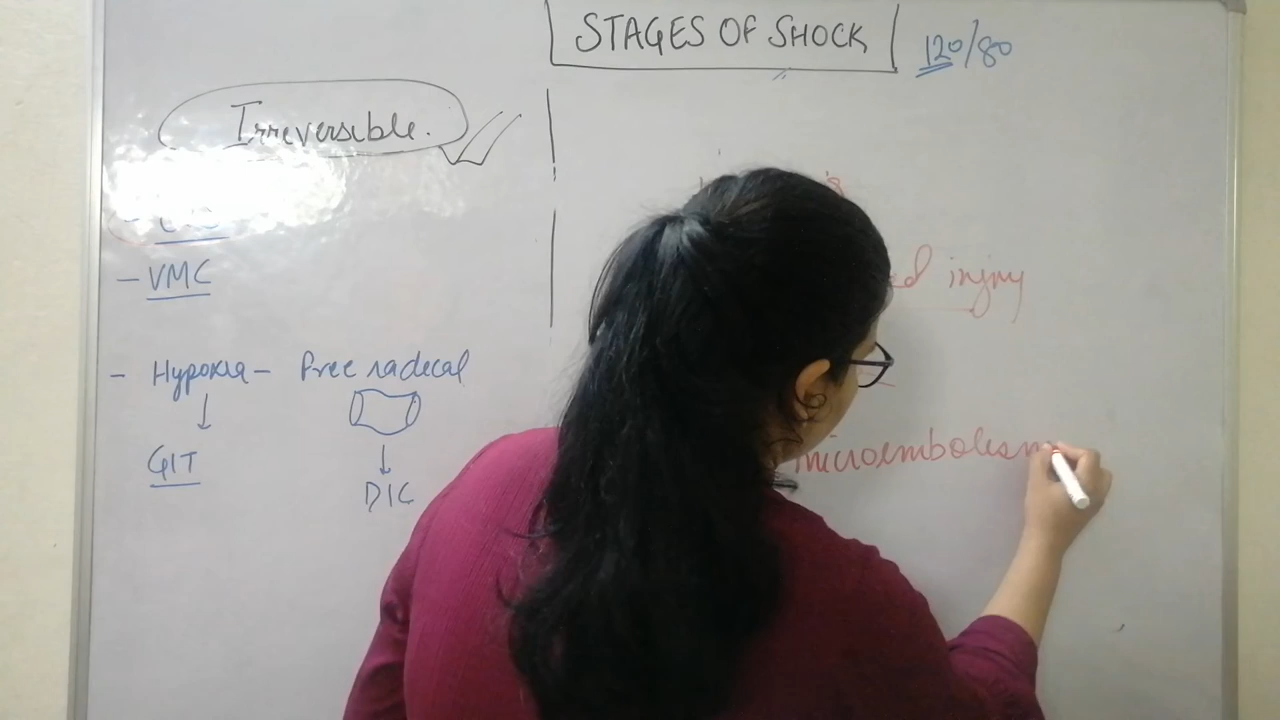 STAGES OF SHOCK
120/80
Irreversible.
- VMC
- Hypoxia - Free radical
↓
GIT
↓
DIC
injury
microembolism